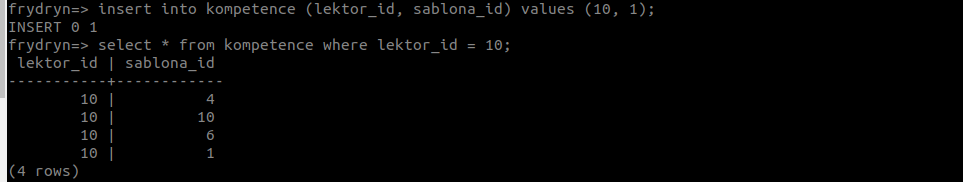 frydryn=> insert into kompetence (lektor_id, sablona_id) values (10, 1);
INSERT 0 1
frydryn=> select * from kompetence where lektor_id = 10;
 lektor_id | sablona_id
-----------+------------
        10 |          4
        10 |         10
        10 |          6
        10 |          1
(4 rows)